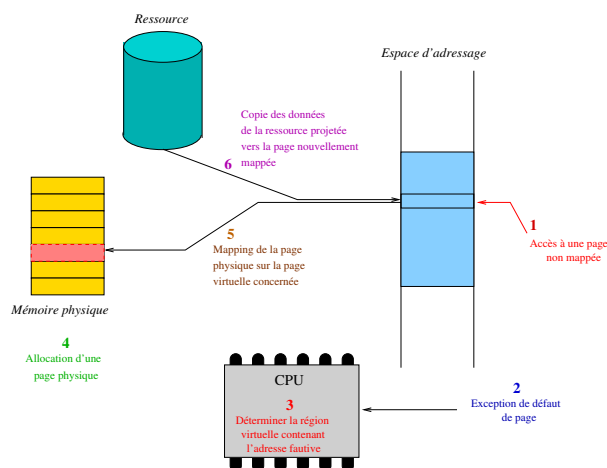 Ressource
Espace d'adressage
Copie des données
de la ressource projetée
vers la page nouvellement
mappée
6
1
Accès à une page
non mappée
5
Mapping de la page
physique sur la page
virtuelle concernée
Mémoire physique
4
Allocation d'une
page physique
CPU
3
Déterminer la région
virtuelle contenant
l'adresse fautive
2
Exception de défaut
de page